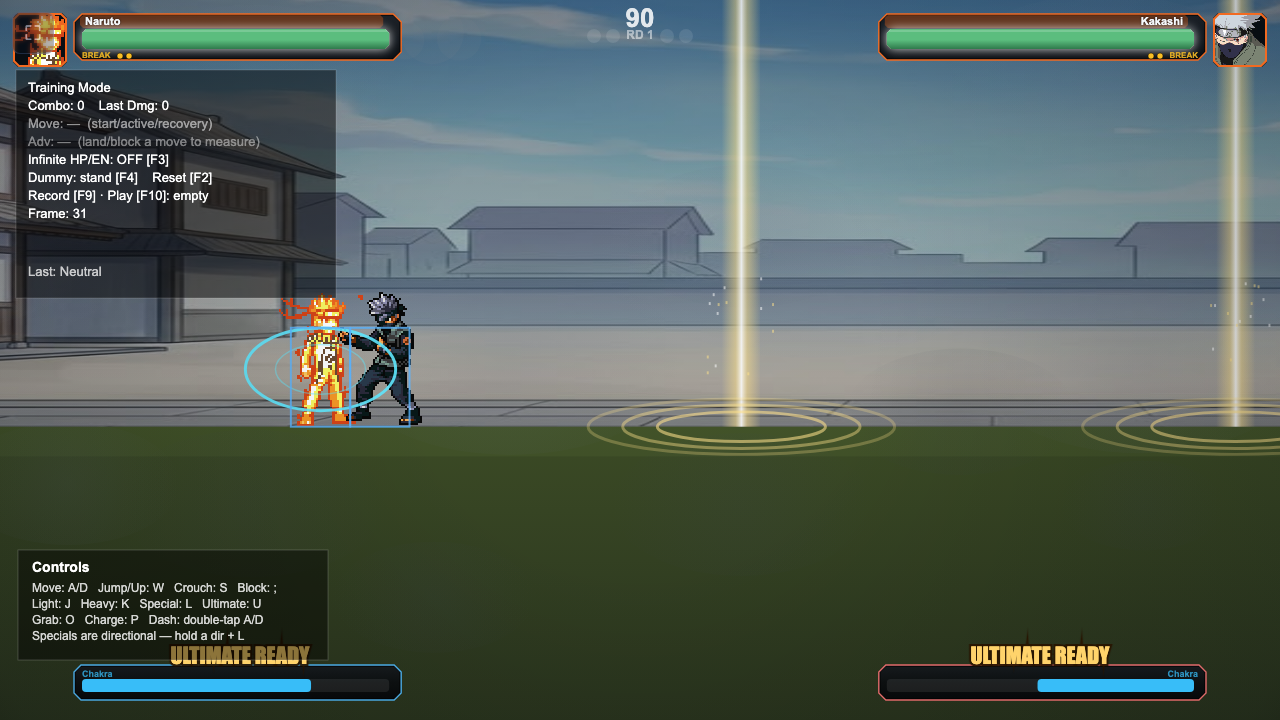 Naruto
90
Kakashi
RD 1
BREAK
BREAK
Training Mode
Combo: 0 Last Dmg: 0
Move: — (start/active/recovery)
Adv: — (land/block a move to measure)
Infinite HP/EN: OFF [F3]
Dummy: stand [F4] Reset [F2]
Record [F9] · Play [F10]: empty
Frame: 31
Last: Neutral
Controls
Move: A/D Jump/Up: W Crouch: S Block: ;
Light: J Heavy: K Special: L Ultimate: U
Grab: O Charge: P Dash: double-tap A/D
Specials are directional — hold a dir + L
ULTIMATE READY
ULTIMATE READY
Chakra
Chakra